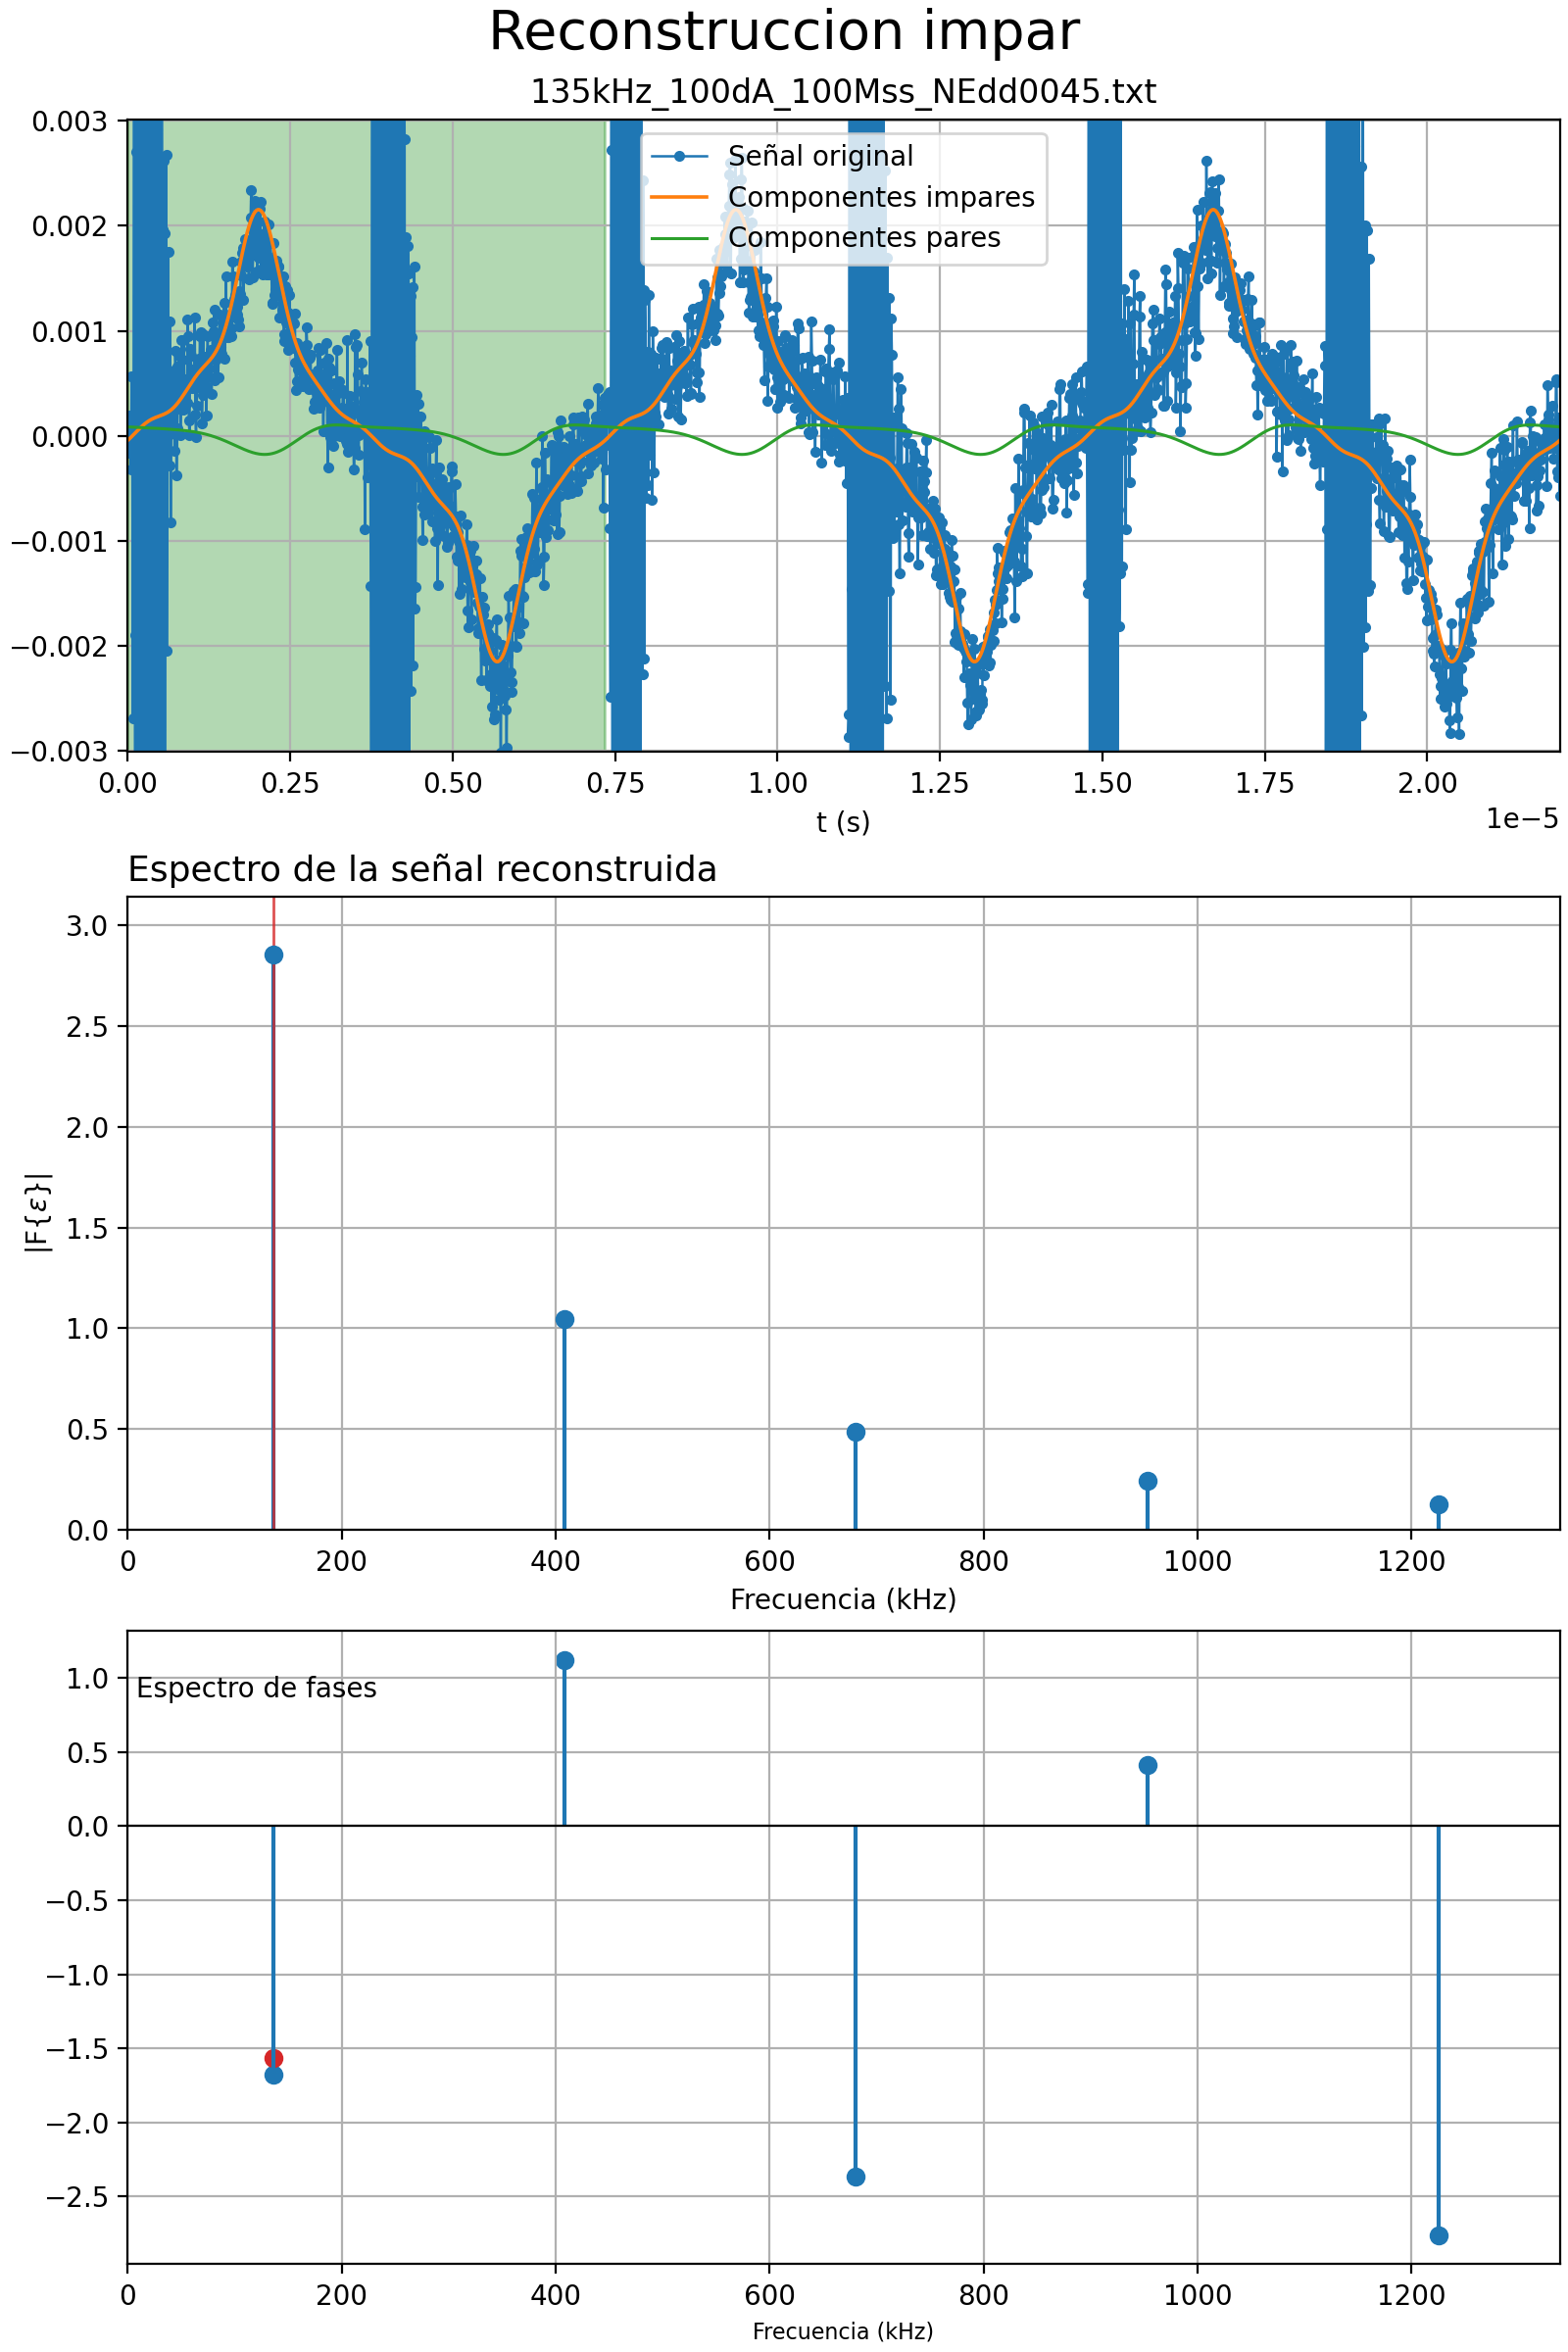 Reconstruccion impar
135kHz_100dA_100Mss_NEdd0045.txt
0.003
0.002
0.001
0.000
−0.001
−0.002
−0.003
Señal original
Componentes impares
Componentes pares
0.00 0.25 0.50 0.75 1.00 1.25 1.50 1.75 2.00
1e−5
t (s)
Espectro de la señal reconstruida
3.0
2.5
2.0
1.5
1.0
0.5
0.0
|F{ε}|
0 200 400 600 800 1000 1200
Frecuencia (kHz)
1.0
Espectro de fases
0.5
0.0
−0.5
−1.0
−1.5
−2.0
−2.5
0 200 400 600 800 1000 1200
Frecuencia (kHz)